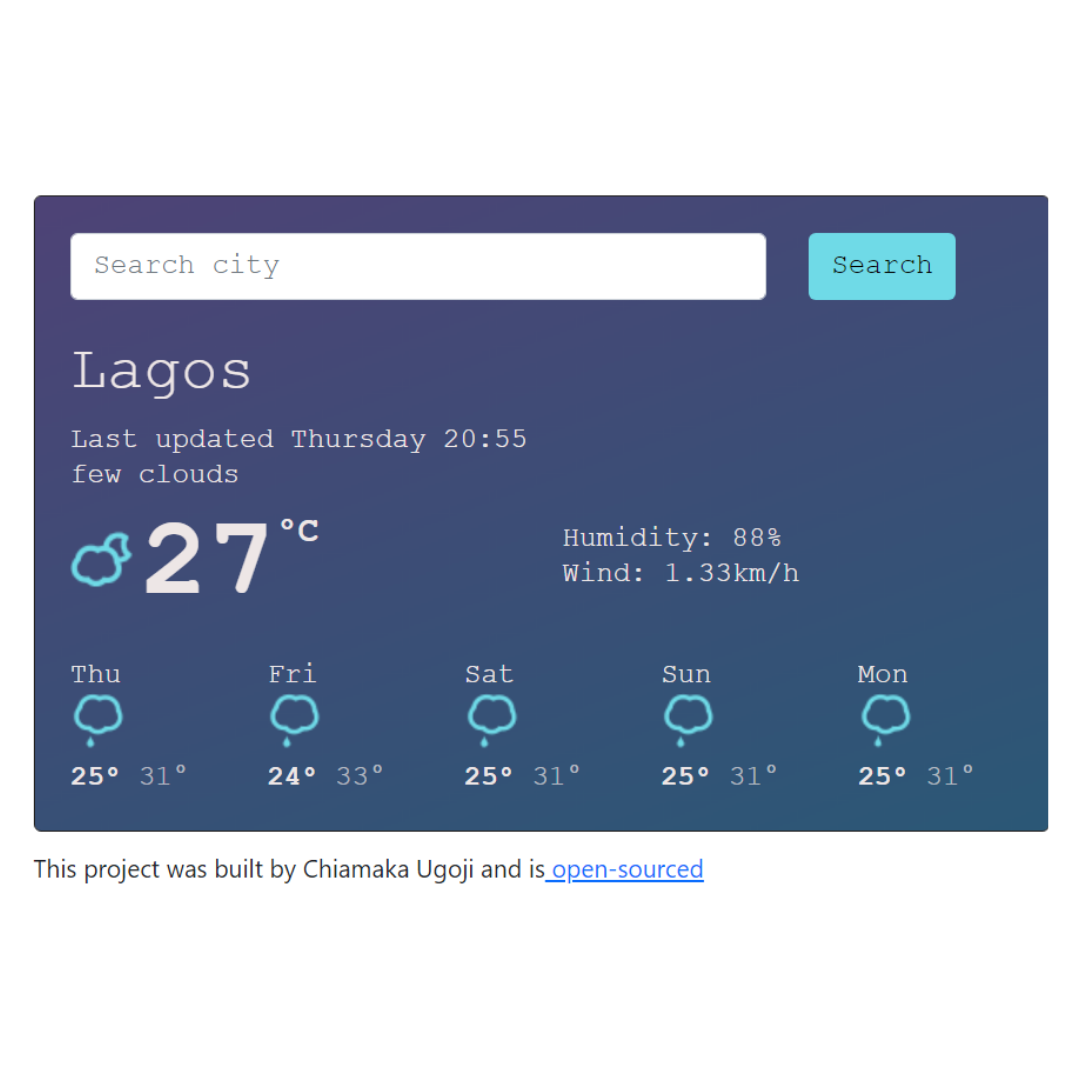 Search city
Search
Lagos
Last updated Thursday 20:55
few clouds
27 °C
Humidity: 88%
Wind: 1.33km/h
Thu Fri Sat Sun Mon
25° 31° 24° 33° 25° 31° 25° 31° 25° 31°
This project was built by Chiamaka Ugoji and is open-sourced